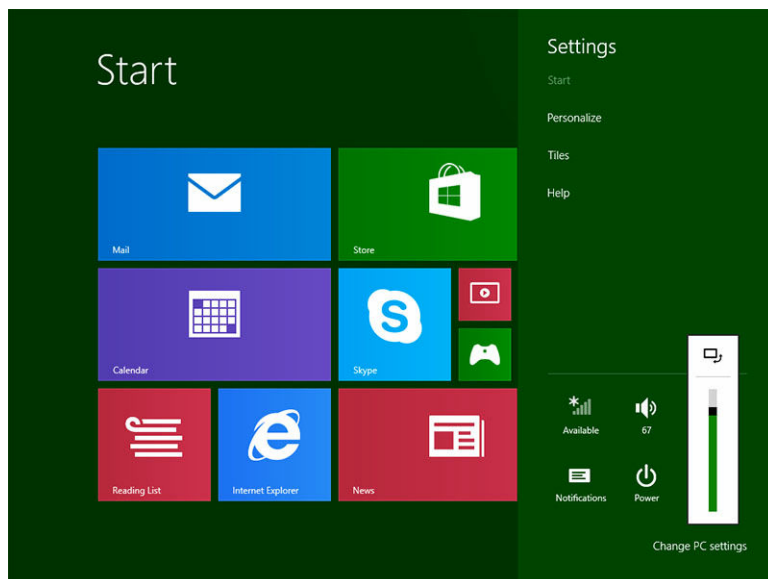 Start
Settings
Start
Personalize
Tiles
Help
Mail
Store
Calendar
Skype
Reading List
Internet Explorer
News
Available
67
Notifications
Power
Change PC settings